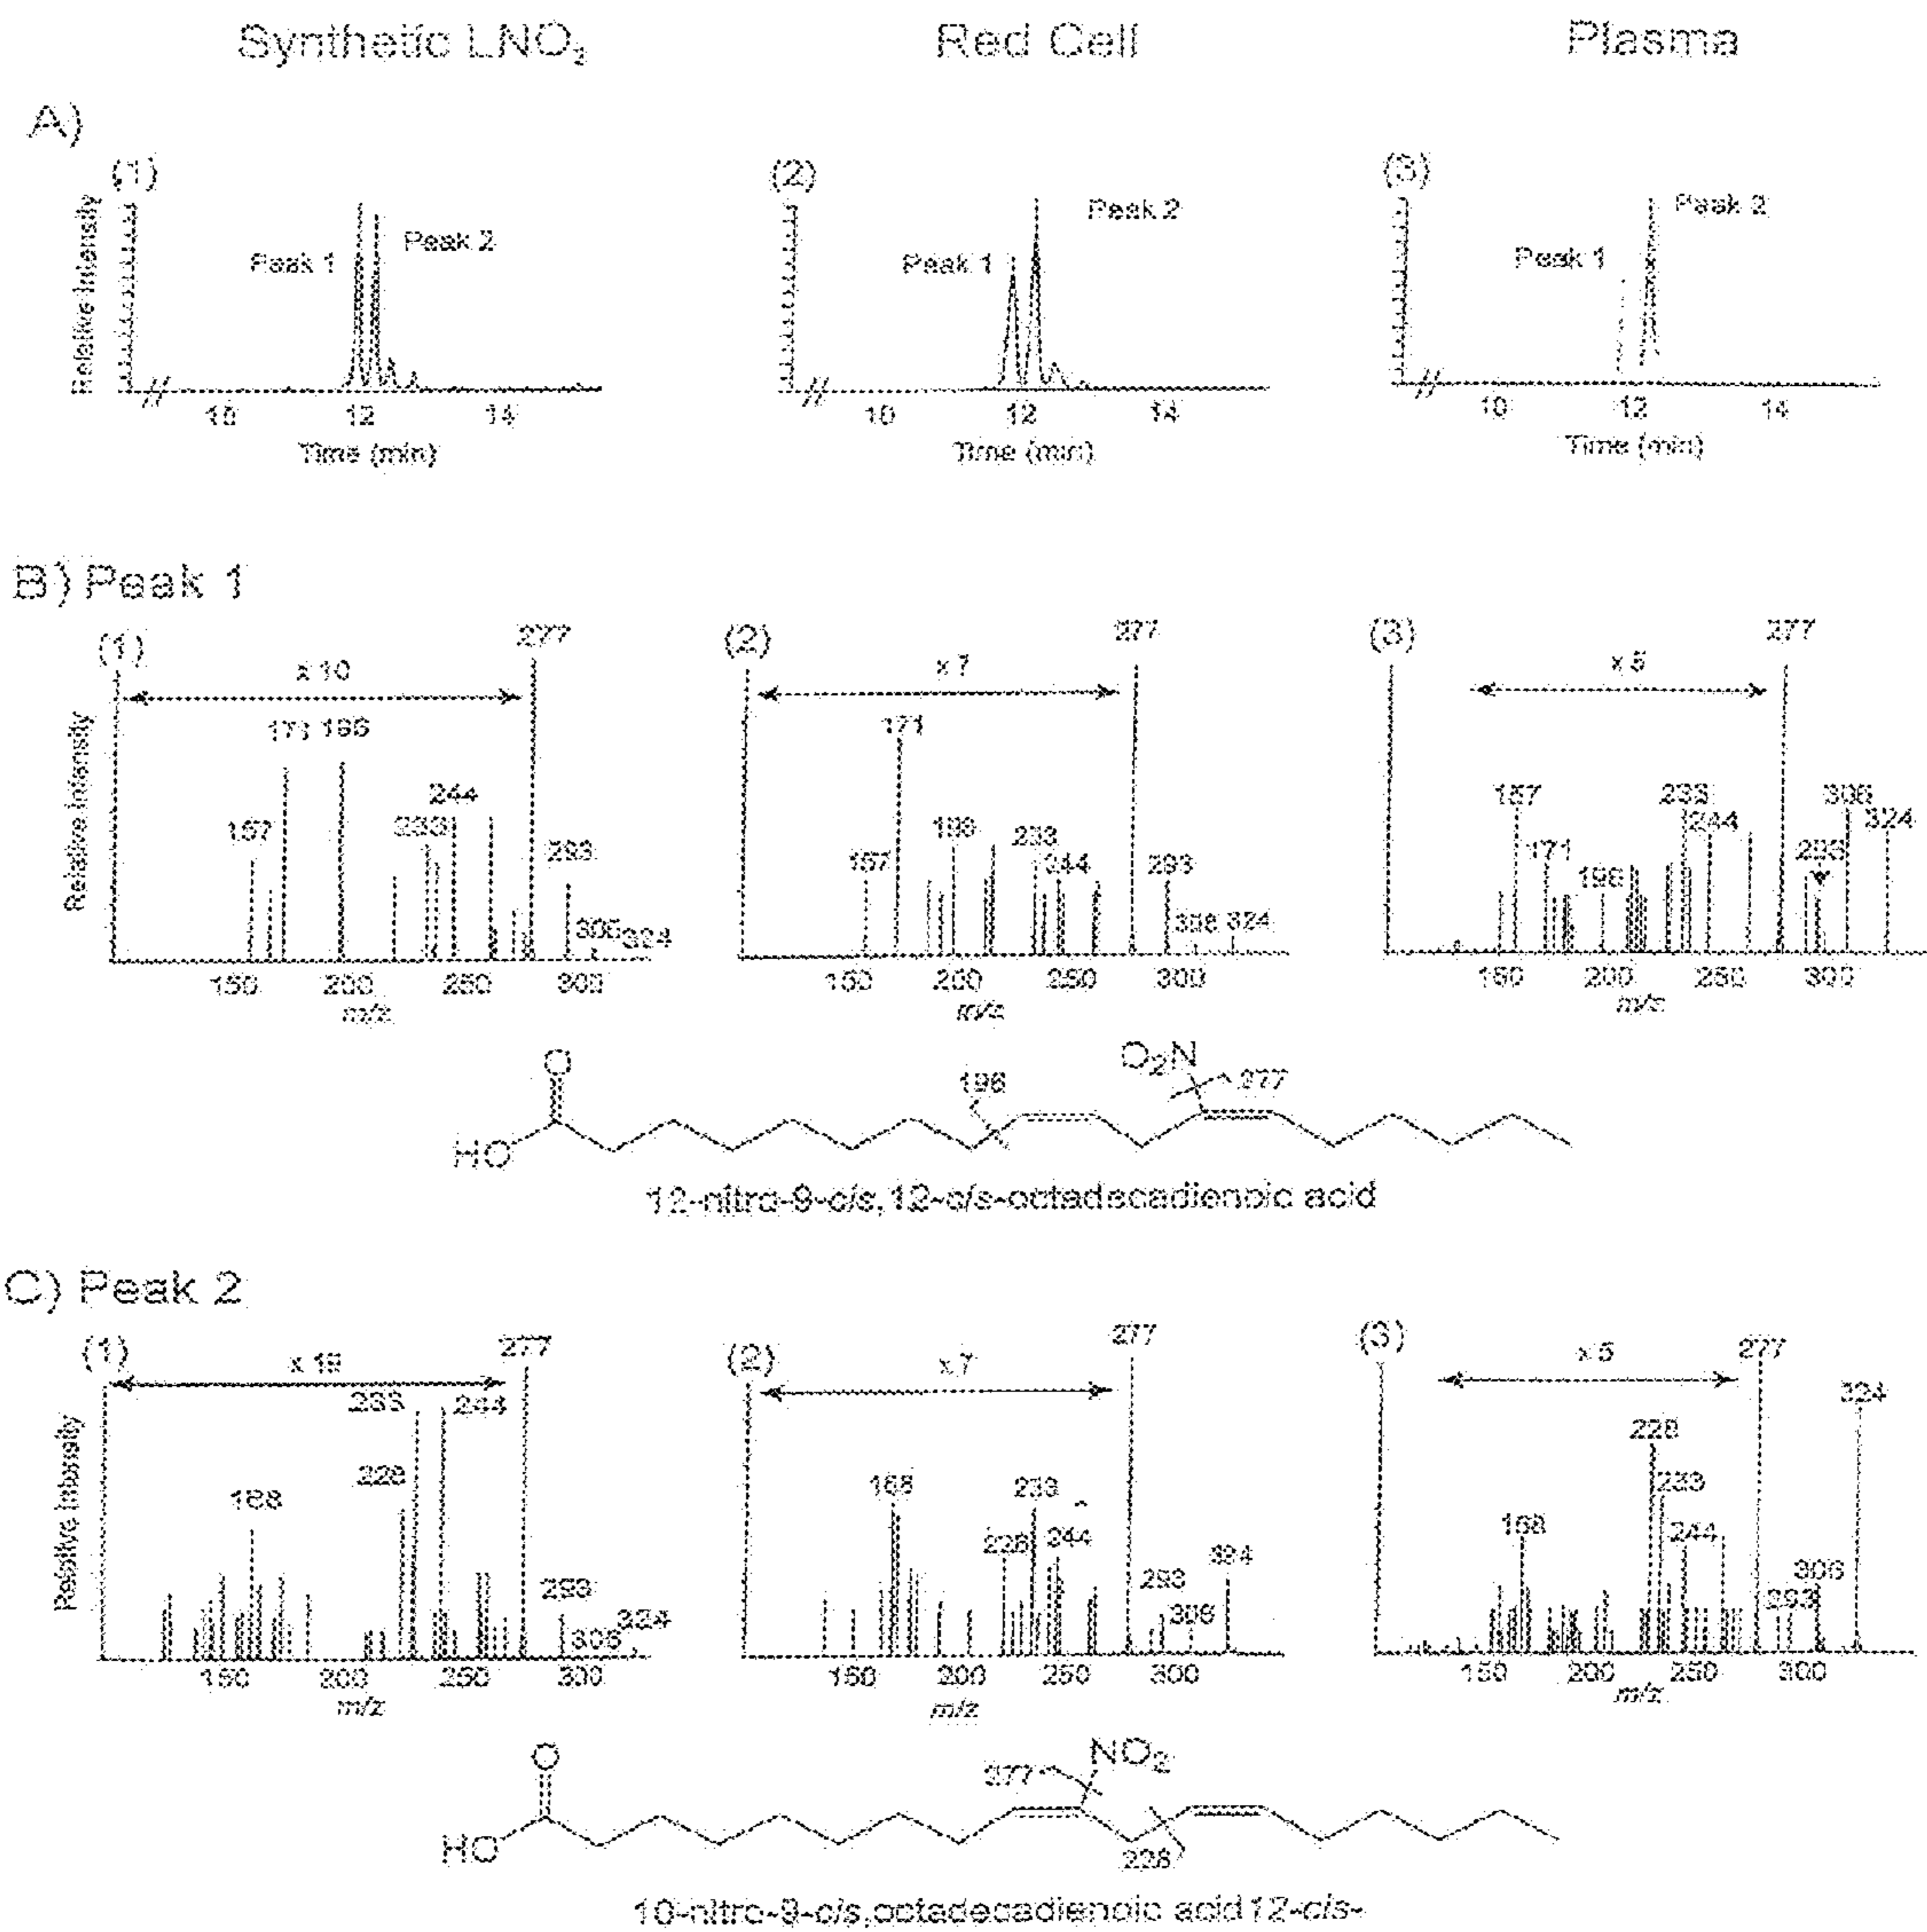 Synthetic LNO2
Red Cell
Plasma
A)
(1)
Relative Intensity
Peak 1
Peak 2
10
12
14
Time (min)
(2)
Peak 1
Peak 2
10
12
14
Time (min)
(3)
Peak 1
Peak 2
10
12
14
Time (min)
B) Peak 1
(1)
Relative Intensity
x 10
277
171
196
157
233
244
293
306
324
150
200
250
300
m/z
(2)
x 7
277
171
196
157
233
244
293
306
324
150
200
250
300
m/z
(3)
x 5
277
157
171
196
233
244
293
306
324
150
200
250
300
m/z
O
HO
196
O2N
277
12-nitro-9-cis,12-cis-octadecadienoic acid
C) Peak 2
(1)
Relative Intensity
277
168
228
233
244
293
306
324
150
200
250
300
m/z
(2)
x 7
277
168
228
233
244
293
306
324
150
200
250
300
m/z
(3)
x 5
277
168
228
233
244
293
306
324
150
200
250
300
m/z
O
HO
277
NO2
228
10-nitro-9-cis,octadecadienoic acid12-cis-